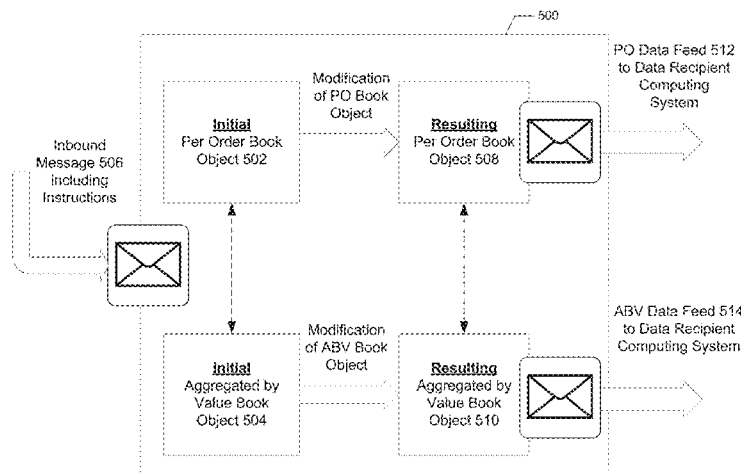 500
PO Data Feed 512
to Data Recipient
Computing
System
Modification
of PO Book
Object
Initial
Per Order Book
Object 502
Resulting
Per Order Book
Object 508
Inbound
Message 506
including
Instructions
Modification
of ABV Book
Object
Initial
Aggregated by
Value Book
Object 504
Resulting
Aggregated by
Value Book
Object 510
ABV Data Feed 514
to Data Recipient
Computing System